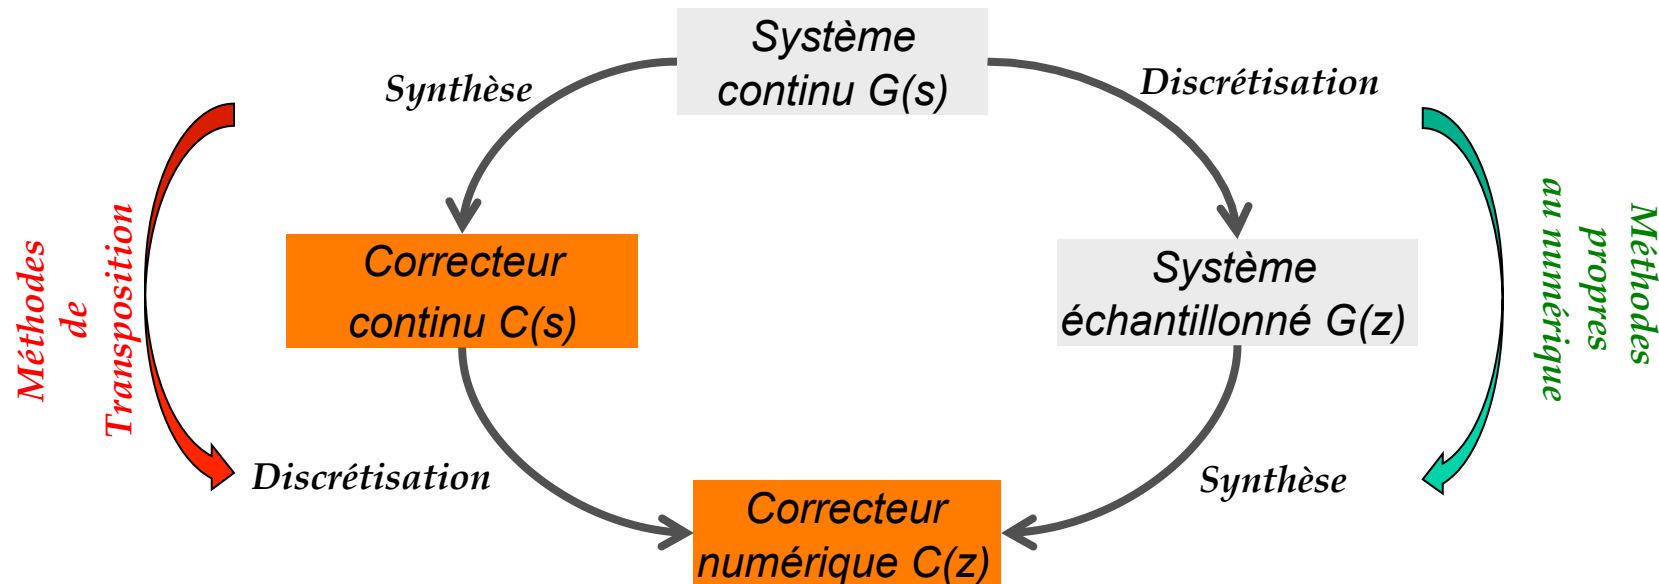 Système
continu G(s)
Synthèse
Discrétisation
Méthodes
de
Transposition
Correcteur
continu C(s)
Système
échantillonné G(z)
Méthodes
propres
au numérique
Discrétisation
Synthèse
Correcteur
numérique C(z)